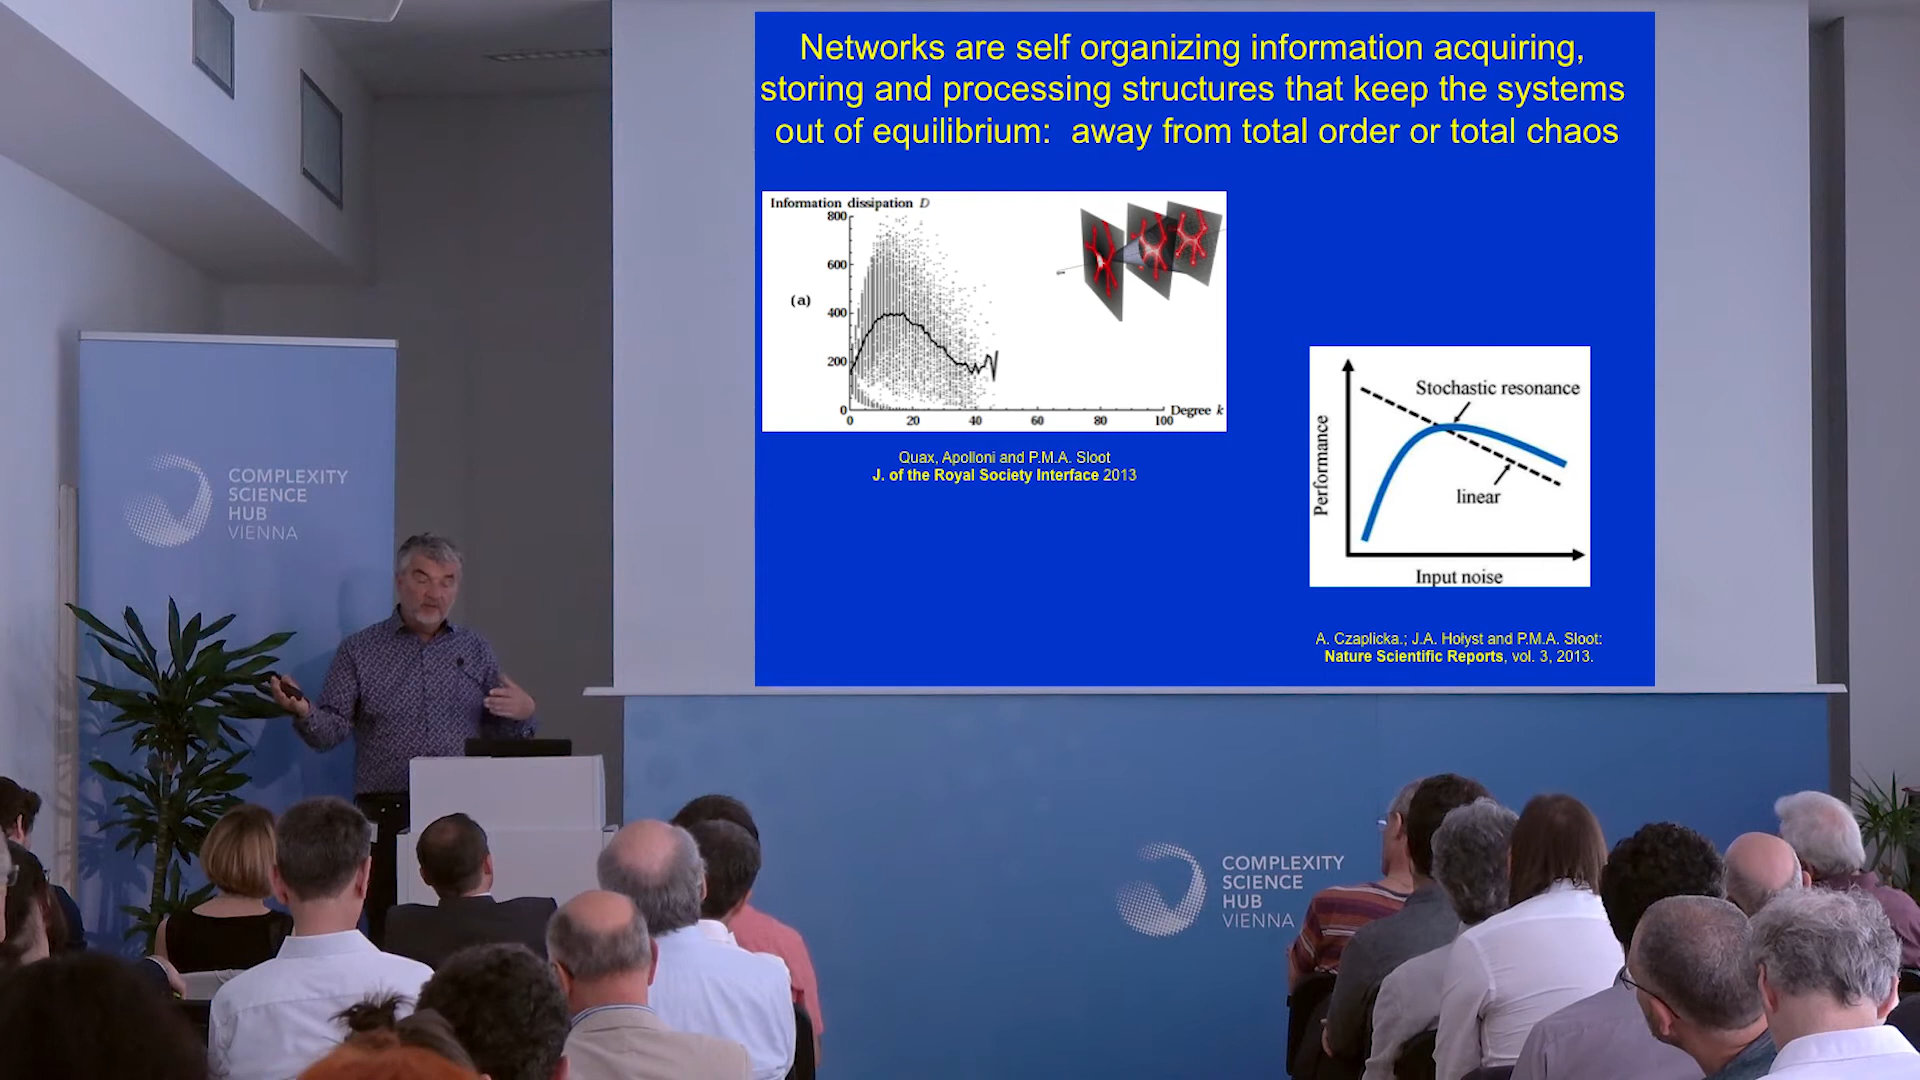 Networks are self organizing information acquiring,
storing and processing structures that keep the systems
out of equilibrium: away from total order or total chaos
Information dissipation D
800
600
400
200
0
(a)
0
20
40
60
80
100
Degree k
Quax, Apolloni and P.M.A. Sloot
J. of the Royal Society Interface 2013
Stochastic resonance
linear
Performance
Input noise
A. Czaplicka.; J.A. Hołyst and P.M.A. Sloot:
Nature Scientific Reports, vol. 3, 2013.
COMPLEXITY
SCIENCE
HUB
VIENNA
COMPLEXITY
SCIENCE
HUB
VIENNA